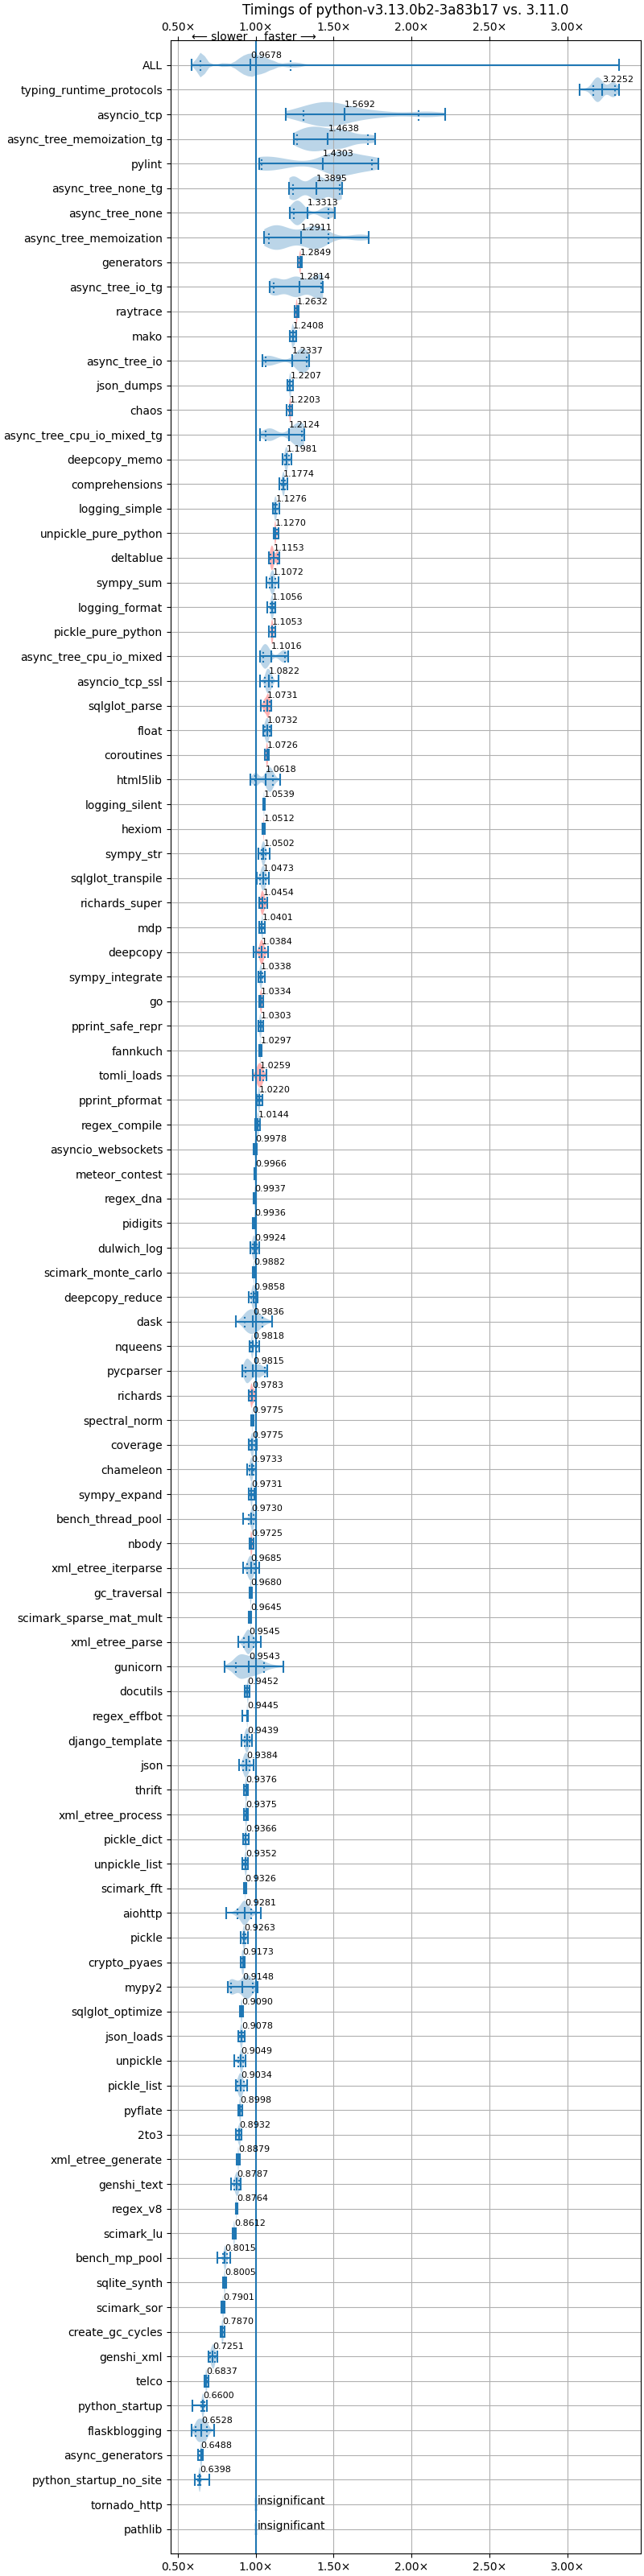 Timings of python-v3.13.0b2-3a83b17 vs. 3.11.0
0.50× 1.00× 1.50× 2.00× 2.50× 3.00×
⟵ slower faster ⟶
ALL 0.9678
typing_runtime_protocols 3.2252
asyncio_tcp 1.5692
async_tree_memoization_tg 1.4638
pylint 1.4303
async_tree_none_tg 1.3895
async_tree_none 1.3313
async_tree_memoization 1.2911
generators 1.2849
async_tree_io_tg 1.2814
raytrace 1.2632
mako 1.2408
async_tree_io 1.2337
json_dumps 1.2207
chaos 1.2203
async_tree_cpu_io_mixed_tg 1.2124
deepcopy_memo 1.1981
comprehensions 1.1774
logging_simple 1.1276
unpickle_pure_python 1.1270
deltablue 1.1153
sympy_sum 1.1072
logging_format 1.1056
pickle_pure_python 1.1053
async_tree_cpu_io_mixed 1.1016
asyncio_tcp_ssl 1.0822
sqlglot_parse 1.0731
float 1.0732
coroutines 1.0726
html5lib 1.0618
logging_silent 1.0539
hexiom 1.0512
sympy_str 1.0502
sqlglot_transpile 1.0473
richards_super 1.0454
mdp 1.0401
deepcopy 1.0384
sympy_integrate 1.0338
go 1.0334
pprint_safe_repr 1.0303
fannkuch 1.0297
tomli_loads 1.0259
pprint_pformat 1.0220
regex_compile 1.0144
asyncio_websockets 0.9978
meteor_contest 0.9966
regex_dna 0.9937
pidigits 0.9936
dulwich_log 0.9924
scimark_monte_carlo 0.9882
deepcopy_reduce 0.9858
dask 0.9836
nqueens 0.9818
pycparser 0.9815
richards 0.9783
spectral_norm 0.9775
coverage 0.9775
chameleon 0.9733
sympy_expand 0.9731
bench_thread_pool 0.9730
nbody 0.9725
xml_etree_iterparse 0.9685
gc_traversal 0.9680
scimark_sparse_mat_mult 0.9645
xml_etree_parse 0.9545
gunicorn 0.9543
docutils 0.9452
regex_effbot 0.9445
django_template 0.9439
json 0.9384
thrift 0.9376
xml_etree_process 0.9375
pickle_dict 0.9366
unpickle_list 0.9352
scimark_fft 0.9326
aiohttp 0.9281
pickle 0.9263
crypto_pyaes 0.9173
mypy2 0.9148
sqlglot_optimize 0.9090
json_loads 0.9078
unpickle 0.9049
pickle_list 0.9034
pyflate 0.8998
2to3 0.8932
xml_etree_generate 0.8879
genshi_text 0.8787
regex_v8 0.8764
scimark_lu 0.8612
bench_mp_pool 0.8015
sqlite_synth 0.8005
scimark_sor 0.7901
create_gc_cycles 0.7870
genshi_xml 0.7251
telco 0.6837
python_startup 0.6600
flaskblogging 0.6528
async_generators 0.6488
python_startup_no_site 0.6398
tornado_http insignificant
pathlib insignificant
0.50× 1.00× 1.50× 2.00× 2.50× 3.00×